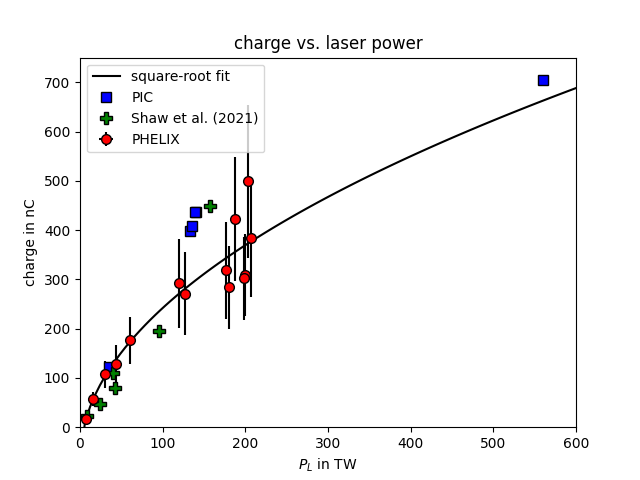 charge vs. laser power
square-root fit
PIC
Shaw et al. (2021)
PHELIX
charge in nC
700
600
500
400
300
200
100
0
0 100 200 300 400 500 600
P_L in TW